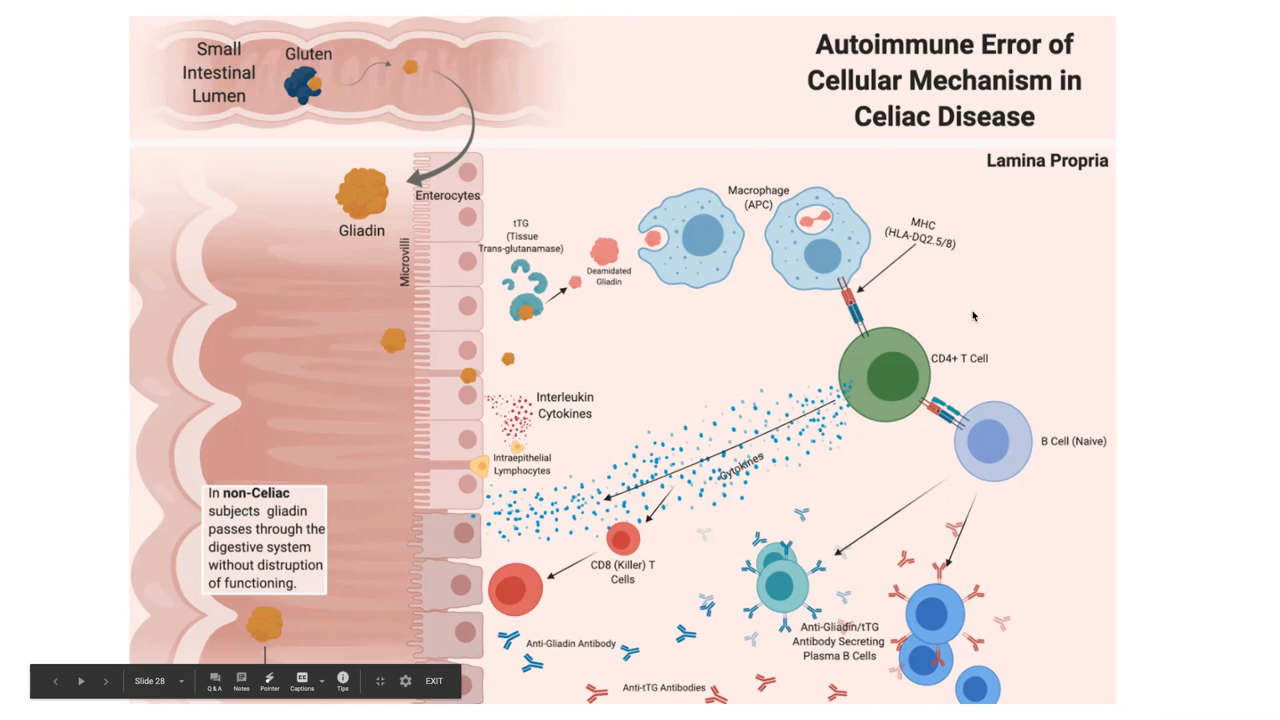 Small
Intestinal
Lumen
Gluten
Autoimmune Error of
Cellular Mechanism in
Celiac Disease
Lamina Propria
Enterocytes
Gliadin
Microvilli
tTG
(Tissue
Trans-glutanamase)
Deamidated
Gliadin
Macrophage
(APC)
MHC
(HLA-DQ2.5/8)
CD4+ T Cell
B Cell (Naive)
Interleukin
Cytokines
Intraepithelial
Lymphocytes
Cytokines
In non-Celiac
subjects gliadin
passes through the
digestive system
without distruption
of functioning.
CD8 (Killer) T
Cells
Anti-Gliadin Antibody
Anti-Gliadin/tTG
Antibody Secreting
Plasma B Cells
Anti-tTG Antibodies
Slide 28
Q & A
Notes
Pointer
CC
Captions
Tips
EXIT